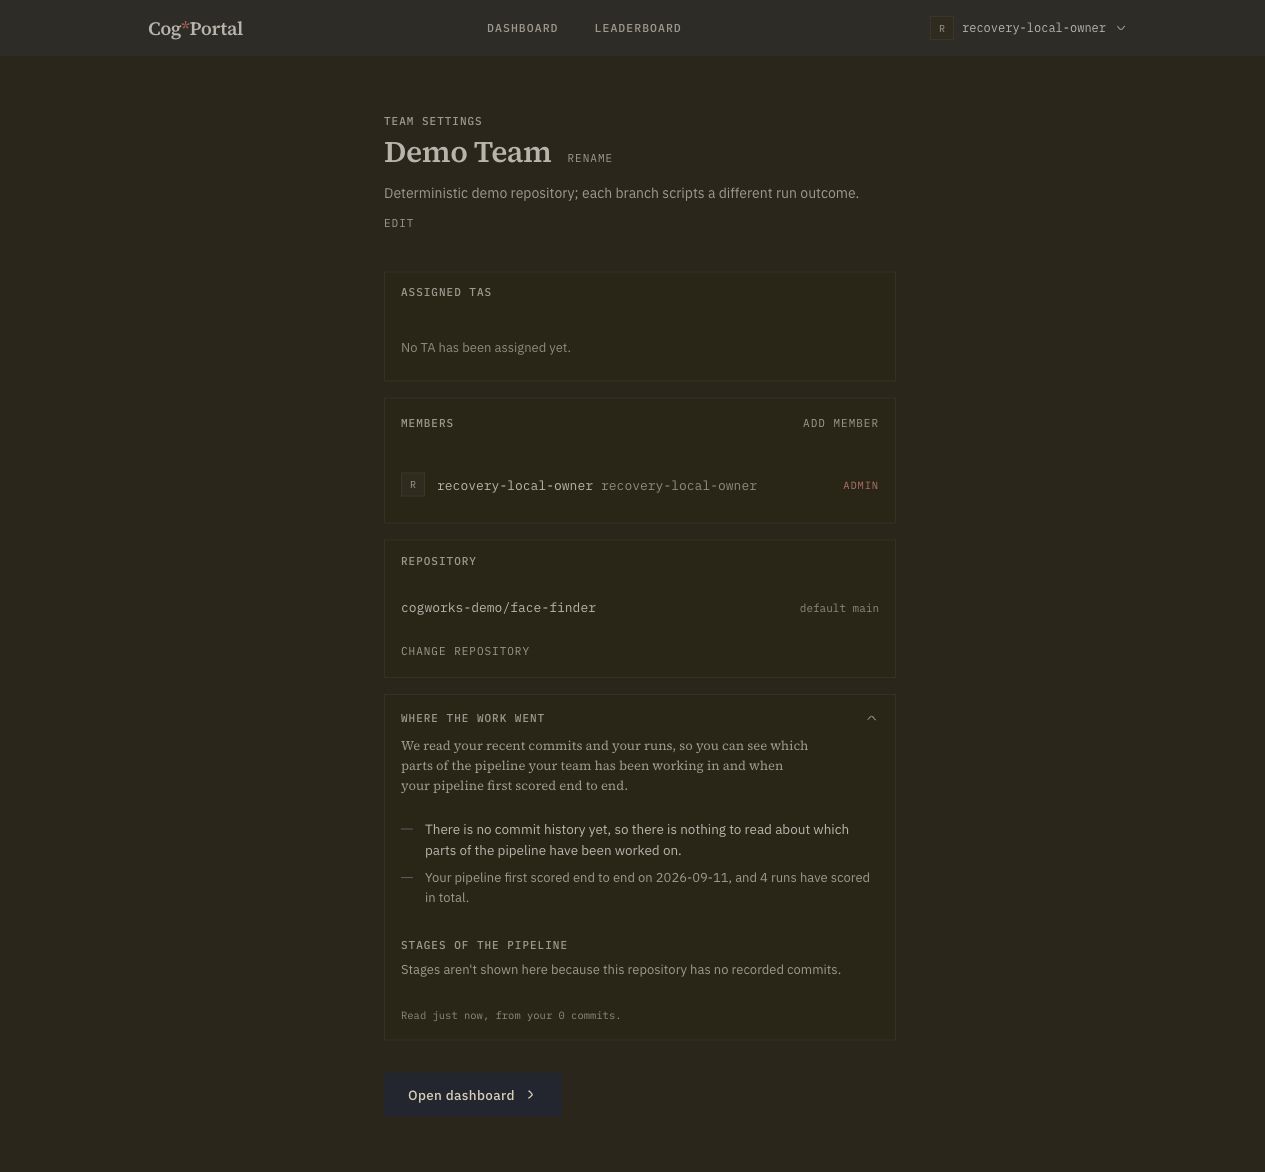 Cog*Portal
DASHBOARD
LEADERBOARD
R
recovery-local-owner
TEAM SETTINGS
Demo Team
RENAME
Deterministic demo repository; each branch scripts a different run outcome.
EDIT
ASSIGNED TAS
No TA has been assigned yet.
MEMBERS
ADD MEMBER
R
recovery-local-owner recovery-local-owner
ADMIN
REPOSITORY
cogworks-demo/face-finder
default main
CHANGE REPOSITORY
WHERE THE WORK WENT
We read your recent commits and your runs, so you can see which
parts of the pipeline your team has been working in and when
your pipeline first scored end to end.
— There is no commit history yet, so there is nothing to read about which
parts of the pipeline have been worked on.
— Your pipeline first scored end to end on 2026-09-11, and 4 runs have scored
in total.
STAGES OF THE PIPELINE
Stages aren't shown here because this repository has no recorded commits.
Read just now, from your 0 commits.
Open dashboard